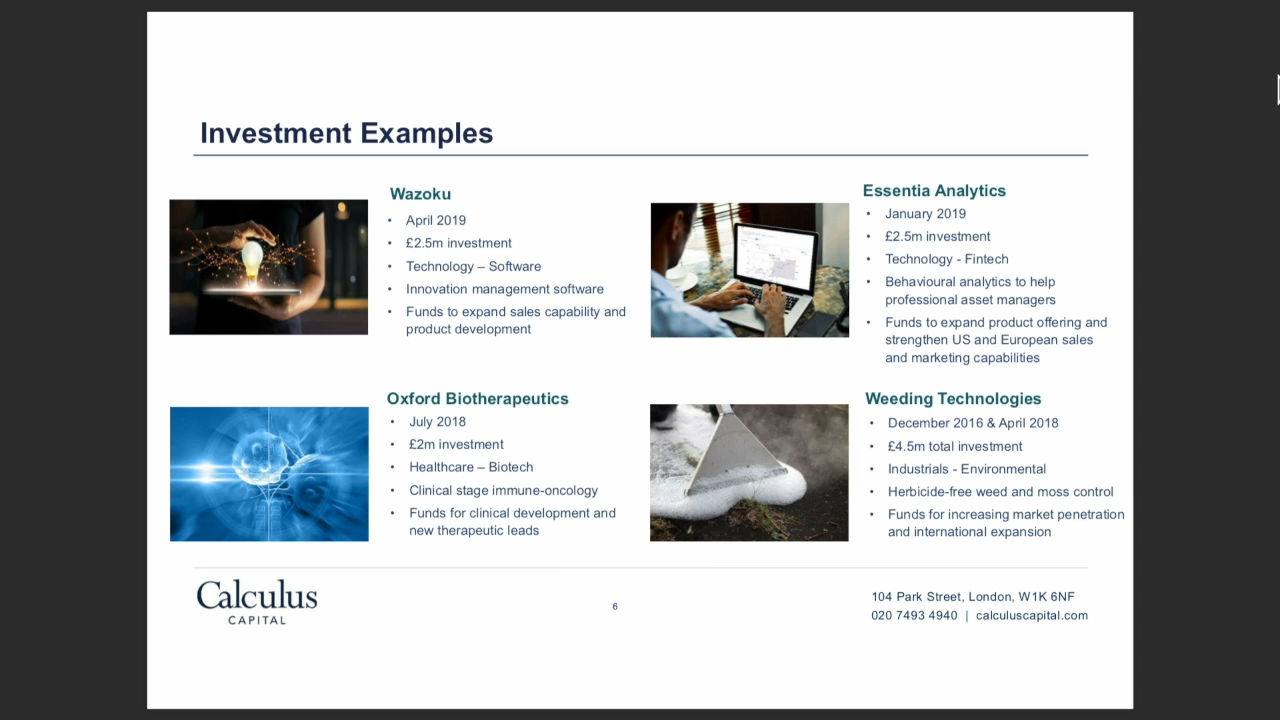 Investment Examples
Wazoku
• April 2019
• £2.5m investment
• Technology – Software
• Innovation management software
• Funds to expand sales capability and
product development
Essentia Analytics
• January 2019
• £2.5m investment
• Technology - Fintech
• Behavioural analytics to help
professional asset managers
• Funds to expand product offering and
strengthen US and European sales
and marketing capabilities
Oxford Biotherapeutics
• July 2018
• £2m investment
• Healthcare – Biotech
• Clinical stage immune-oncology
• Funds for clinical development and
new therapeutic leads
Weeding Technologies
• December 2016 & April 2018
• £4.5m total investment
• Industrials - Environmental
• Herbicide-free weed and moss control
• Funds for increasing market penetration
and international expansion
Calculus
CAPITAL
6
104 Park Street, London, W1K 6NF
020 7493 4940 | calculuscapital.com